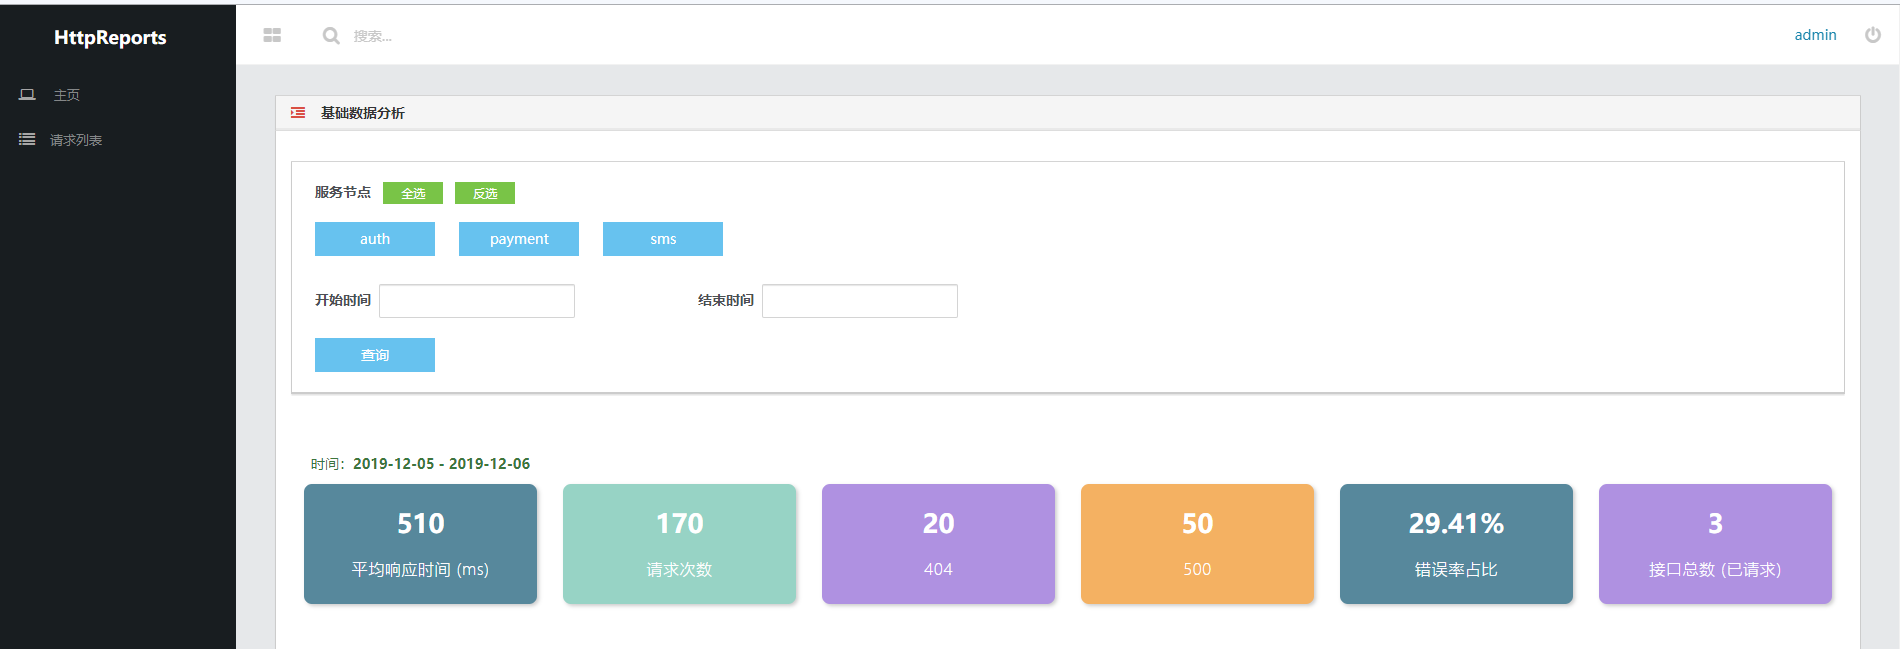 HttpReports
搜索...
admin
主页
请求列表
基础数据分析
服务节点 全选 反选
auth payment sms
开始时间 结束时间
查询
时间：2019-12-05 - 2019-12-06
510 170 20 50 29.41% 3
平均响应时间 (ms) 请求次数 404 500 错误率占比 接口总数 (已请求)